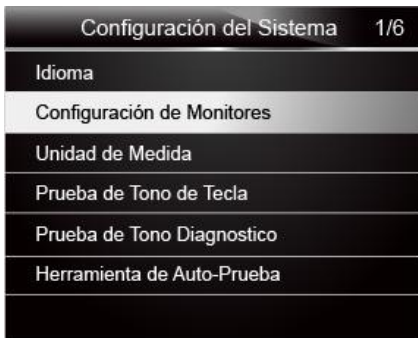 Configuración del Sistema 1/6
Idioma
Configuración de Monitores
Unidad de Medida
Prueba de Tono de Tecla
Prueba de Tono Diagnostico
Herramienta de Auto-Prueba